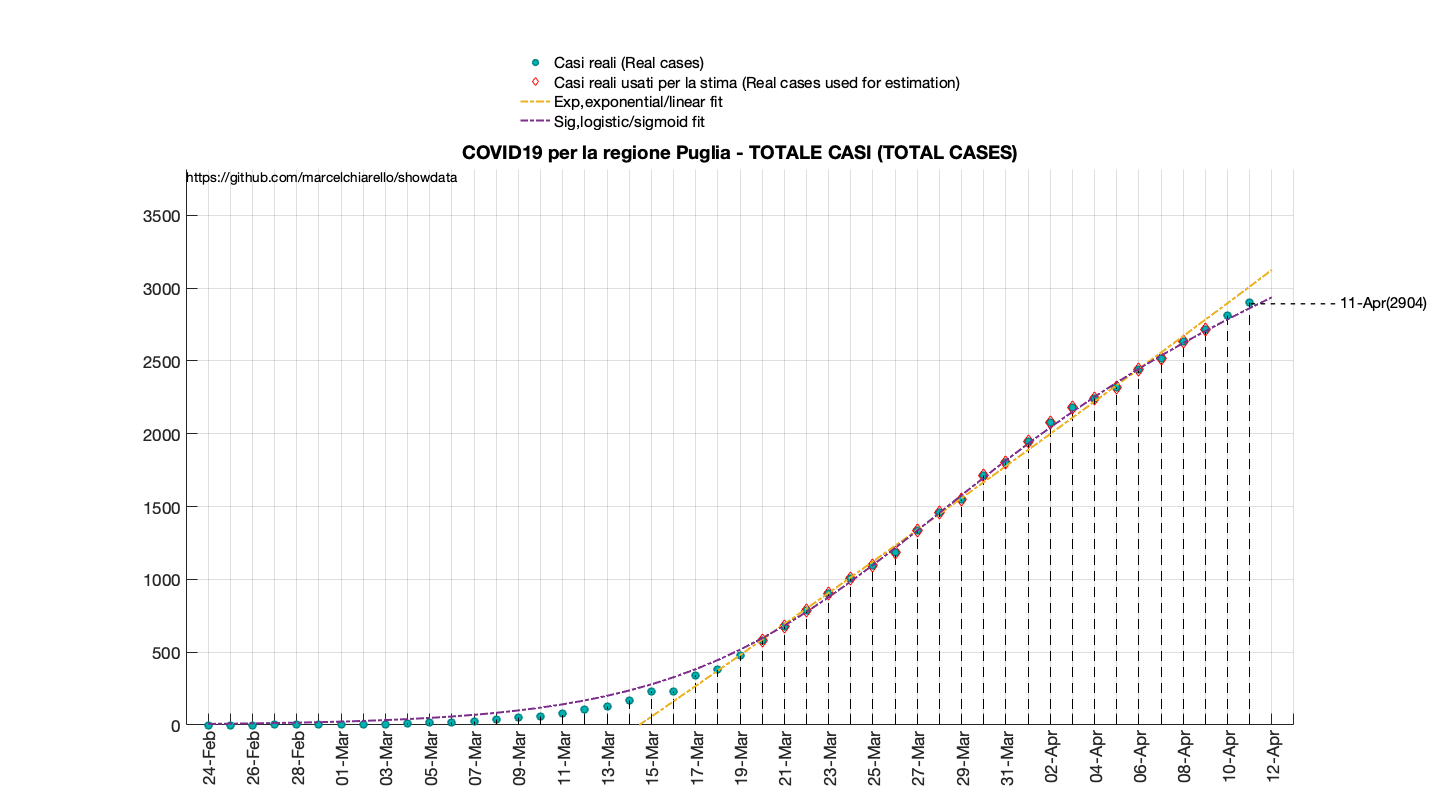 Casi reali (Real cases)
Casi reali usati per la stima (Real cases used for estimation)
Exp,exponential/linear fit
Sig,logistic/sigmoid fit
COVID19 per la regione Puglia - TOTALE CASI (TOTAL CASES)
https://github.com/marcelchiarello/showdata
3500
3000
11-Apr(2904)
2500
2000
1500
1000
500
0
24-Feb
26-Feb
28-Feb
01-Mar
03-Mar
05-Mar
07-Mar
09-Mar
11-Mar
13-Mar
15-Mar
17-Mar
19-Mar
21-Mar
23-Mar
25-Mar
27-Mar
29-Mar
31-Mar
02-Apr
04-Apr
06-Apr
08-Apr
10-Apr
12-Apr